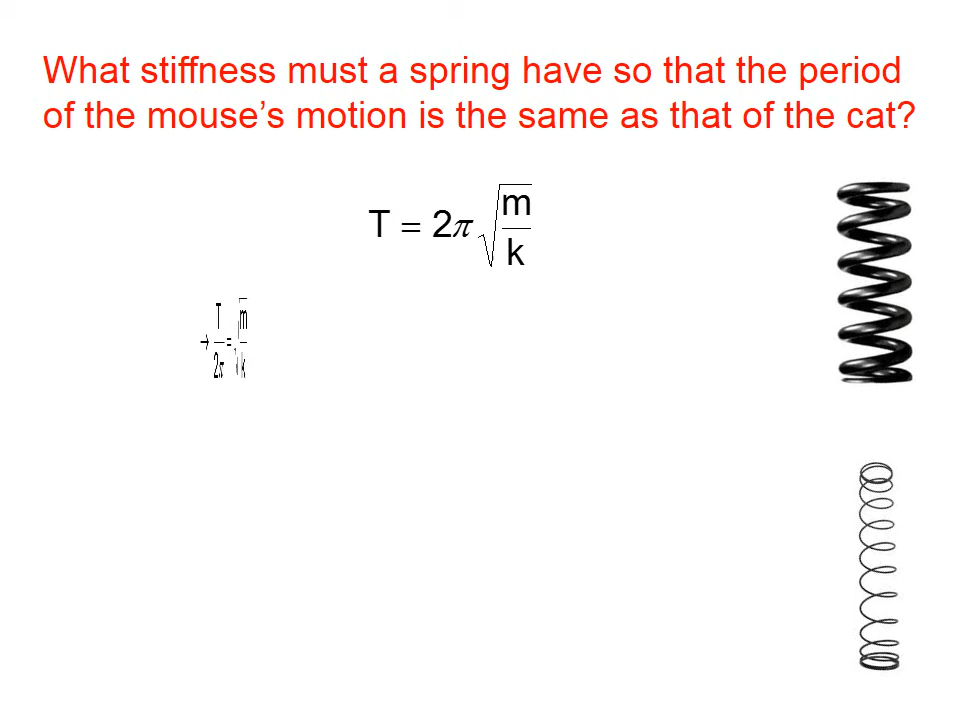 What stiffness must a spring have so that the period
of the mouse’s motion is the same as that of the cat?
T = 2π √(m/k)
→ T/2π = √(m/k)